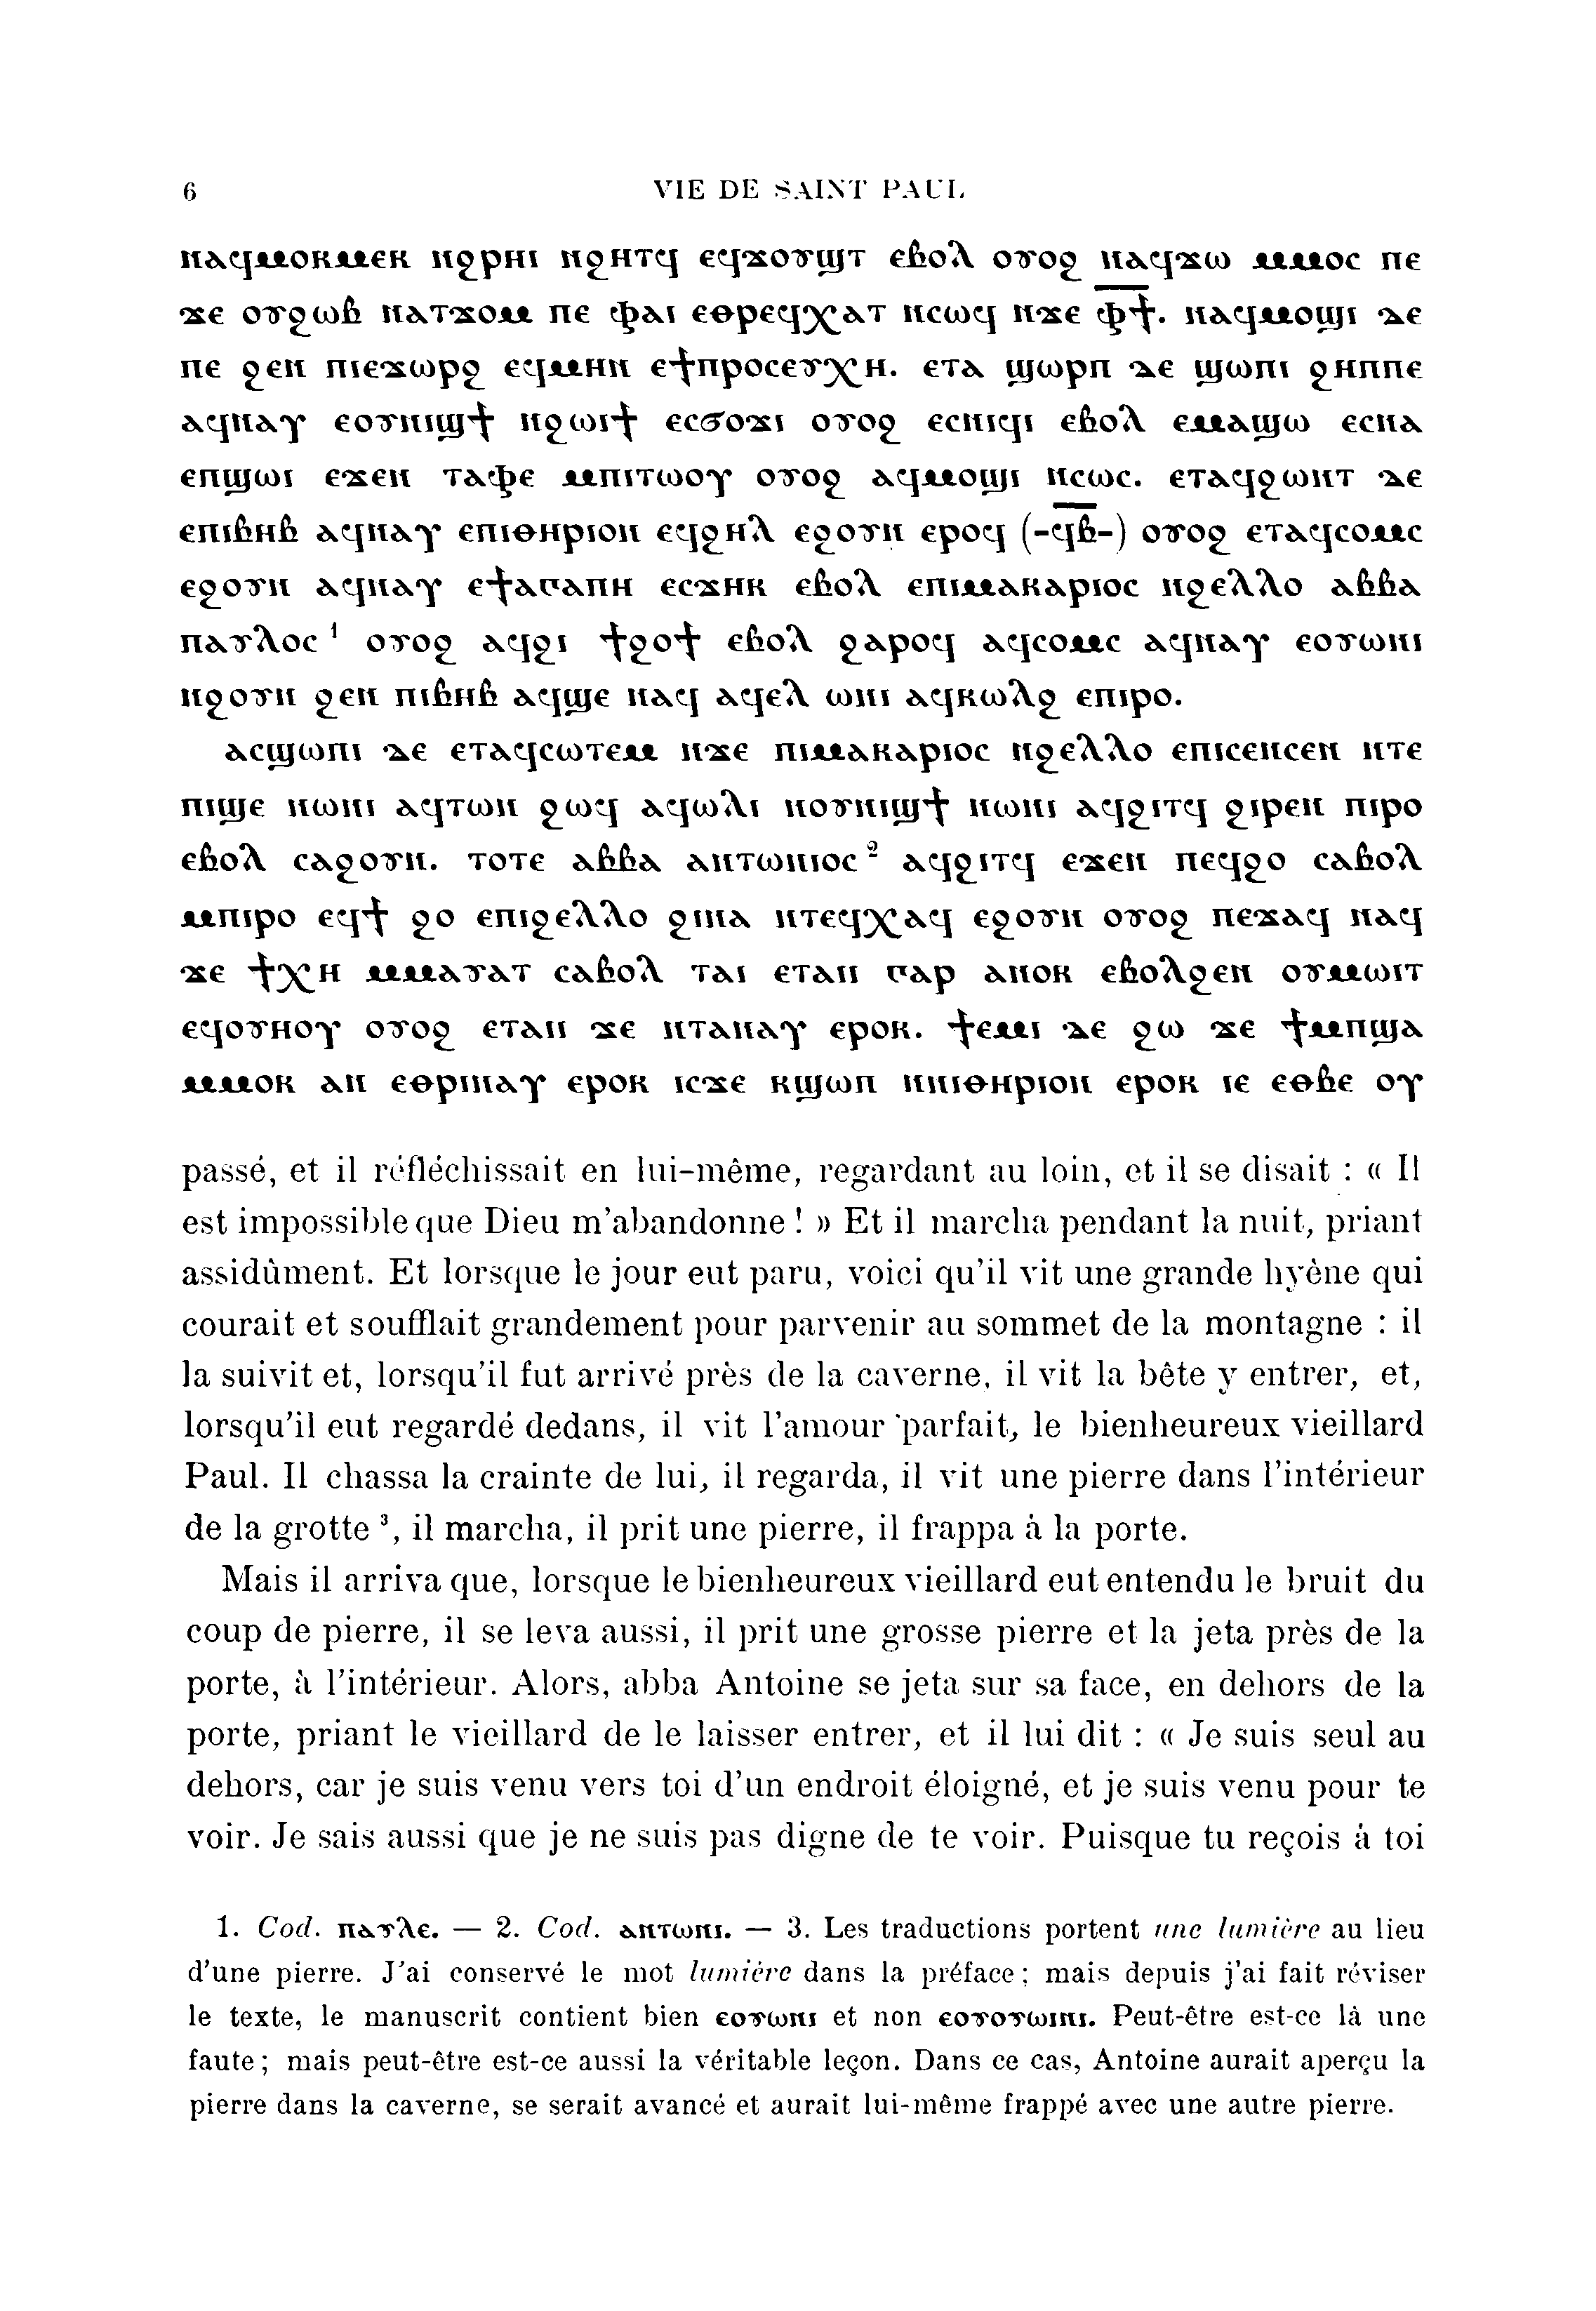 6 VIE DE SAINT PAUL
ⲛⲁϥⲙⲟⲕⲙⲉⲕ ⲛϧⲣⲏⲓ ⲛϧⲏⲧϥ ⲉϥϫⲟⲩϣⲧ ⲉⲃⲟⲗ ⲟⲩⲟϩ ⲛⲁϥϫⲱ ⲙⲙⲟⲥ ⲡⲉ
ϫⲉ ⲟⲩϩⲱⲃ ⲛⲁⲧϫⲟⲙ ⲡⲉ ⲫⲁⲓ ⲉⲑⲣⲉϥⲭⲁⲧ ⲛⲥⲱϥ ⲛϫⲉ ⲫ̅ϯ̅. ⲛⲁϥⲙⲟϣⲓ ⲇⲉ
ⲡⲉ ϧⲉⲛ ⲡⲓⲉϫⲱⲣϩ ⲉϥⲙⲏⲛ ⲉϯⲡⲣⲟⲥⲉⲩⲭⲏ. ⲉⲧⲁ ϣⲱⲣⲡ ⲇⲉ ϣⲱⲡⲓ ϩⲏⲡⲡⲉ
ⲁϥⲛⲁⲩ ⲉⲟⲩⲛⲓϣϯ ⲛϩⲱⲓϯ ⲉⲥϭⲟϫⲓ ⲟⲩⲟϩ ⲉⲥⲛⲓϥⲓ ⲉⲃⲟⲗ ⲉⲙⲁϣⲱ ⲉⲥⲛⲁ
ⲉⲡϣⲱⲓ ⲉϫⲉⲛ ⲧⲁⲫⲉ ⲙⲡⲓⲧⲱⲟⲩ ⲟⲩⲟϩ ⲁϥⲙⲟϣⲓ ⲛⲥⲱⲥ. ⲉⲧⲁϥϧⲱⲛⲧ ⲇⲉ
ⲉⲡⲓⲃⲏⲃ ⲁϥⲛⲁⲩ ⲉⲡⲓⲑⲏⲣⲓⲟⲛ ⲉϥϩⲏⲗ ⲉϧⲟⲩⲛ ⲉⲣⲟϥ (-ϥ̅ⲃ̅-) ⲟⲩⲟϩ ⲉⲧⲁϥⲥⲟⲙⲥ
ⲉϧⲟⲩⲛ ⲁϥⲛⲁⲩ ⲉϯⲁⲅⲁⲡⲏ ⲉⲥϫⲏⲕ ⲉⲃⲟⲗ ⲉⲡⲓⲙⲁⲕⲁⲣⲓⲟⲥ ⲛϧⲉⲗⲗⲟ ⲁⲃⲃⲁ
ⲡⲁⲩⲗⲟⲥ ¹ ⲟⲩⲟϩ ⲁϥϩⲓ ϯϩⲟϯ ⲉⲃⲟⲗ ϩⲁⲣⲟϥ ⲁϥⲥⲟⲙⲥ ⲁϥⲛⲁⲩ ⲉⲟⲩⲱⲛⲓ
ⲛϧⲟⲩⲛ ϧⲉⲛ ⲡⲓⲃⲏⲃ ⲁϥϣⲉ ⲛⲁϥ ⲁϥⲉⲗ ⲱⲛⲓ ⲁϥⲕⲱⲗϩ ⲉⲡⲓⲣⲟ.
ⲁⲥϣⲱⲡⲓ ⲇⲉ ⲉⲧⲁϥⲥⲱⲧⲉⲙ ⲛϫⲉ ⲡⲓⲙⲁⲕⲁⲣⲓⲟⲥ ⲛϧⲉⲗⲗⲟ ⲉⲡⲓⲥⲉⲛⲥⲉⲛ ⲛⲧⲉ
ⲡⲓϣⲉ ⲛⲱⲛⲓ ⲁϥⲧⲱⲛ ϩⲱϥ ⲁϥⲱⲗⲓ ⲛⲟⲩⲛⲓϣϯ ⲛⲱⲛⲓ ⲁϥϩⲓⲧϥ ϩⲓⲣⲉⲛ ⲡⲓⲣⲟ
ⲉⲃⲟⲗ ⲥⲁϧⲟⲩⲛ. ⲧⲟⲧⲉ ⲁⲃⲃⲁ ⲁⲛⲧⲱⲛⲓⲟⲥ ² ⲁϥϩⲓⲧϥ ⲉϫⲉⲛ ⲡⲉϥϩⲟ ⲥⲁⲃⲟⲗ
ⲙⲡⲓⲣⲟ ⲉϥϯ ϩⲟ ⲉⲡⲓϧⲉⲗⲗⲟ ϩⲓⲛⲁ ⲛⲧⲉϥⲭⲁϥ ⲉϧⲟⲩⲛ ⲟⲩⲟϩ ⲡⲉϫⲁϥ ⲛⲁϥ
ϫⲉ ϯⲭⲏ ⲙⲙⲁⲩⲁⲧ ⲥⲁⲃⲟⲗ ⲧⲁⲓ ⲉⲧⲁⲓⲓ ⲅⲁⲣ ⲁⲛⲟⲕ ⲉⲃⲟⲗϧⲉⲛ ⲟⲩⲙⲱⲓⲧ
ⲉϥⲟⲩⲏⲟⲩ ⲟⲩⲟϩ ⲉⲧⲁⲓⲓ ϫⲉ ⲛⲧⲁⲛⲁⲩ ⲉⲣⲟⲕ. ϯⲉⲙⲓ ⲇⲉ ϩⲱ ϫⲉ ϯⲙⲡϣⲁ
ⲙⲙⲟⲕ ⲁⲛ ⲉⲑⲣⲓⲛⲁⲩ ⲉⲣⲟⲕ ⲓⲥϫⲉ ⲕϣⲱⲡ ⲛⲛⲓⲑⲏⲣⲓⲟⲛ ⲉⲣⲟⲕ ⲓⲉ ⲉⲑⲃⲉ ⲟⲩ
passé, et il réfléchissait en lui-même, regardant au loin, et il se disait : « Il
est impossible que Dieu m'abandonne ! » Et il marcha pendant la nuit, priant
assidûment. Et lorsque le jour eut paru, voici qu'il vit une grande hyène qui
courait et soufflait grandement pour parvenir au sommet de la montagne : il
la suivit et, lorsqu'il fut arrivé près de la caverne, il vit la bête y entrer, et,
lorsqu'il eut regardé dedans, il vit l'amour parfait, le bienheureux vieillard
Paul. Il chassa la crainte de lui, il regarda, il vit une pierre dans l'intérieur
de la grotte ³, il marcha, il prit une pierre, il frappa à la porte.
Mais il arriva que, lorsque le bienheureux vieillard eut entendu le bruit du
coup de pierre, il se leva aussi, il prit une grosse pierre et la jeta près de la
porte, à l'intérieur. Alors, abba Antoine se jeta sur sa face, en dehors de la
porte, priant le vieillard de le laisser entrer, et il lui dit : « Je suis seul au
dehors, car je suis venu vers toi d'un endroit éloigné, et je suis venu pour te
voir. Je sais aussi que je ne suis pas digne de te voir. Puisque tu reçois à toi
1. Cod. ⲡⲁⲩⲗⲉ. — 2. Cod. ⲁⲛⲧⲱⲛⲓ. — 3. Les traductions portent une lumière au lieu
d'une pierre. J'ai conservé le mot lumière dans la préface; mais depuis j'ai fait réviser
le texte, le manuscrit contient bien ⲉⲟⲩⲱⲛⲓ et non ⲉⲟⲩⲟⲩⲱⲓⲛⲓ. Peut-être est-ce là une
faute; mais peut-être est-ce aussi la véritable leçon. Dans ce cas, Antoine aurait aperçu la
pierre dans la caverne, se serait avancé et aurait lui-même frappé avec une autre pierre.